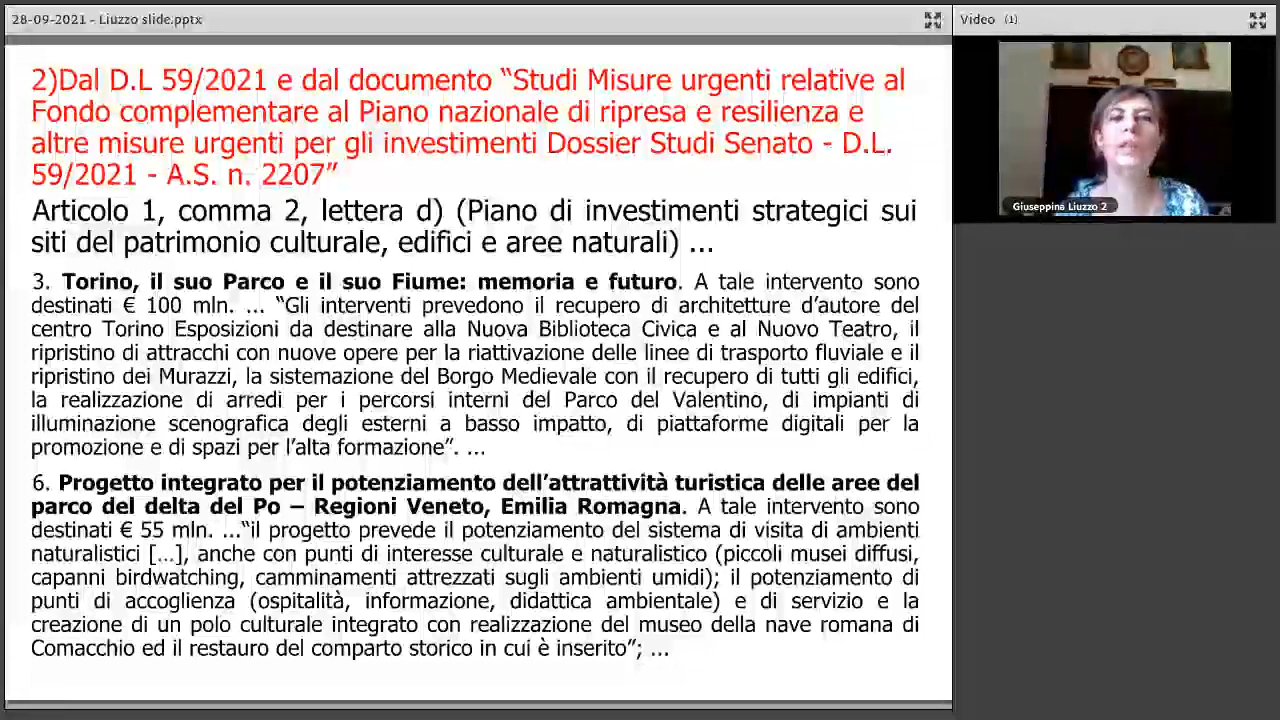 28-09-2021 - Liuzzo slide.pptx
Video (1)
2)Dal D.L 59/2021 e dal documento “Studi Misure urgenti relative al
Fondo complementare al Piano nazionale di ripresa e resilienza e
altre misure urgenti per gli investimenti Dossier Studi Senato - D.L.
59/2021 - A.S. n. 2207”
Articolo 1, comma 2, lettera d) (Piano di investimenti strategici sui
siti del patrimonio culturale, edifici e aree naturali) ...
3. Torino, il suo Parco e il suo Fiume: memoria e futuro. A tale intervento sono
destinati € 100 mln. ... “Gli interventi prevedono il recupero di architetture d’autore del
centro Torino Esposizioni da destinare alla Nuova Biblioteca Civica e al Nuovo Teatro, il
ripristino di attracchi con nuove opere per la riattivazione delle linee di trasporto fluviale e il
ripristino dei Murazzi, la sistemazione del Borgo Medievale con il recupero di tutti gli edifici,
la realizzazione di arredi per i percorsi interni del Parco del Valentino, di impianti di
illuminazione scenografica degli esterni a basso impatto, di piattaforme digitali per la
promozione e di spazi per l’alta formazione”. ...
6. Progetto integrato per il potenziamento dell’attrattività turistica delle aree del
parco del delta del Po – Regioni Veneto, Emilia Romagna. A tale intervento sono
destinati € 55 mln. ...“il progetto prevede il potenziamento del sistema di visita di ambienti
naturalistici [...], anche con punti di interesse culturale e naturalistico (piccoli musei diffusi,
capanni birdwatching, camminamenti attrezzati sugli ambienti umidi); il potenziamento di
punti di accoglienza (ospitalità, informazione, didattica ambientale) e di servizio e la
creazione di un polo culturale integrato con realizzazione del museo della nave romana di
Comacchio ed il restauro del comparto storico in cui è inserito”; ...
Giuseppina Liuzzo 2